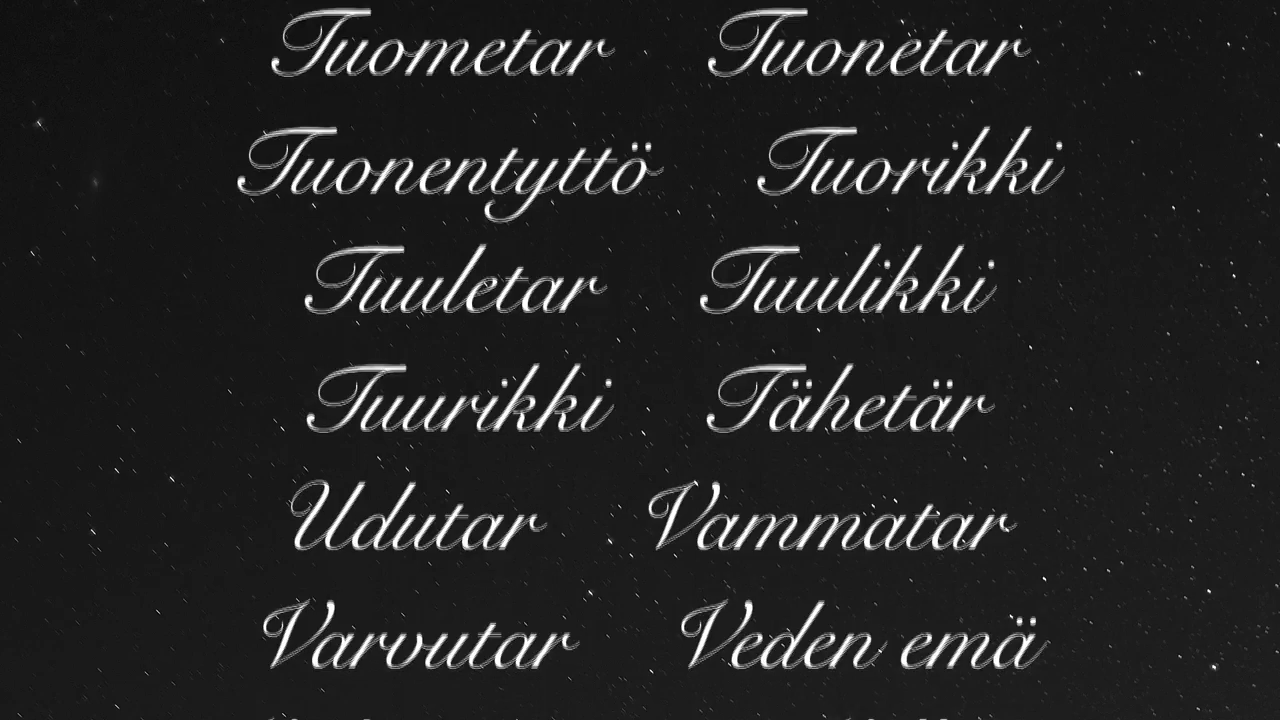 Tuometar Tuonetar
Tuonentyttö Tuorikki
Tuuletar Tuulikki
Tuurikki Tähetär
Udutar Vammatar
Varvutar Veden emä